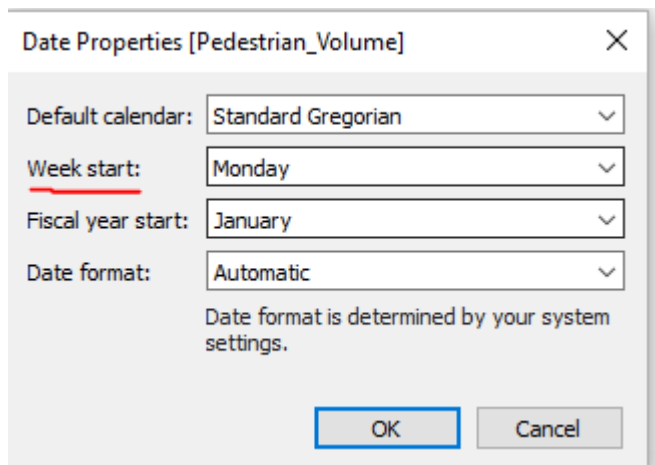 Date Properties [Pedestrian_Volume]
Default calendar: Standard Gregorian
Week start: Monday
Fiscal year start: January
Date format: Automatic
Date format is determined by your system
settings.
OK Cancel